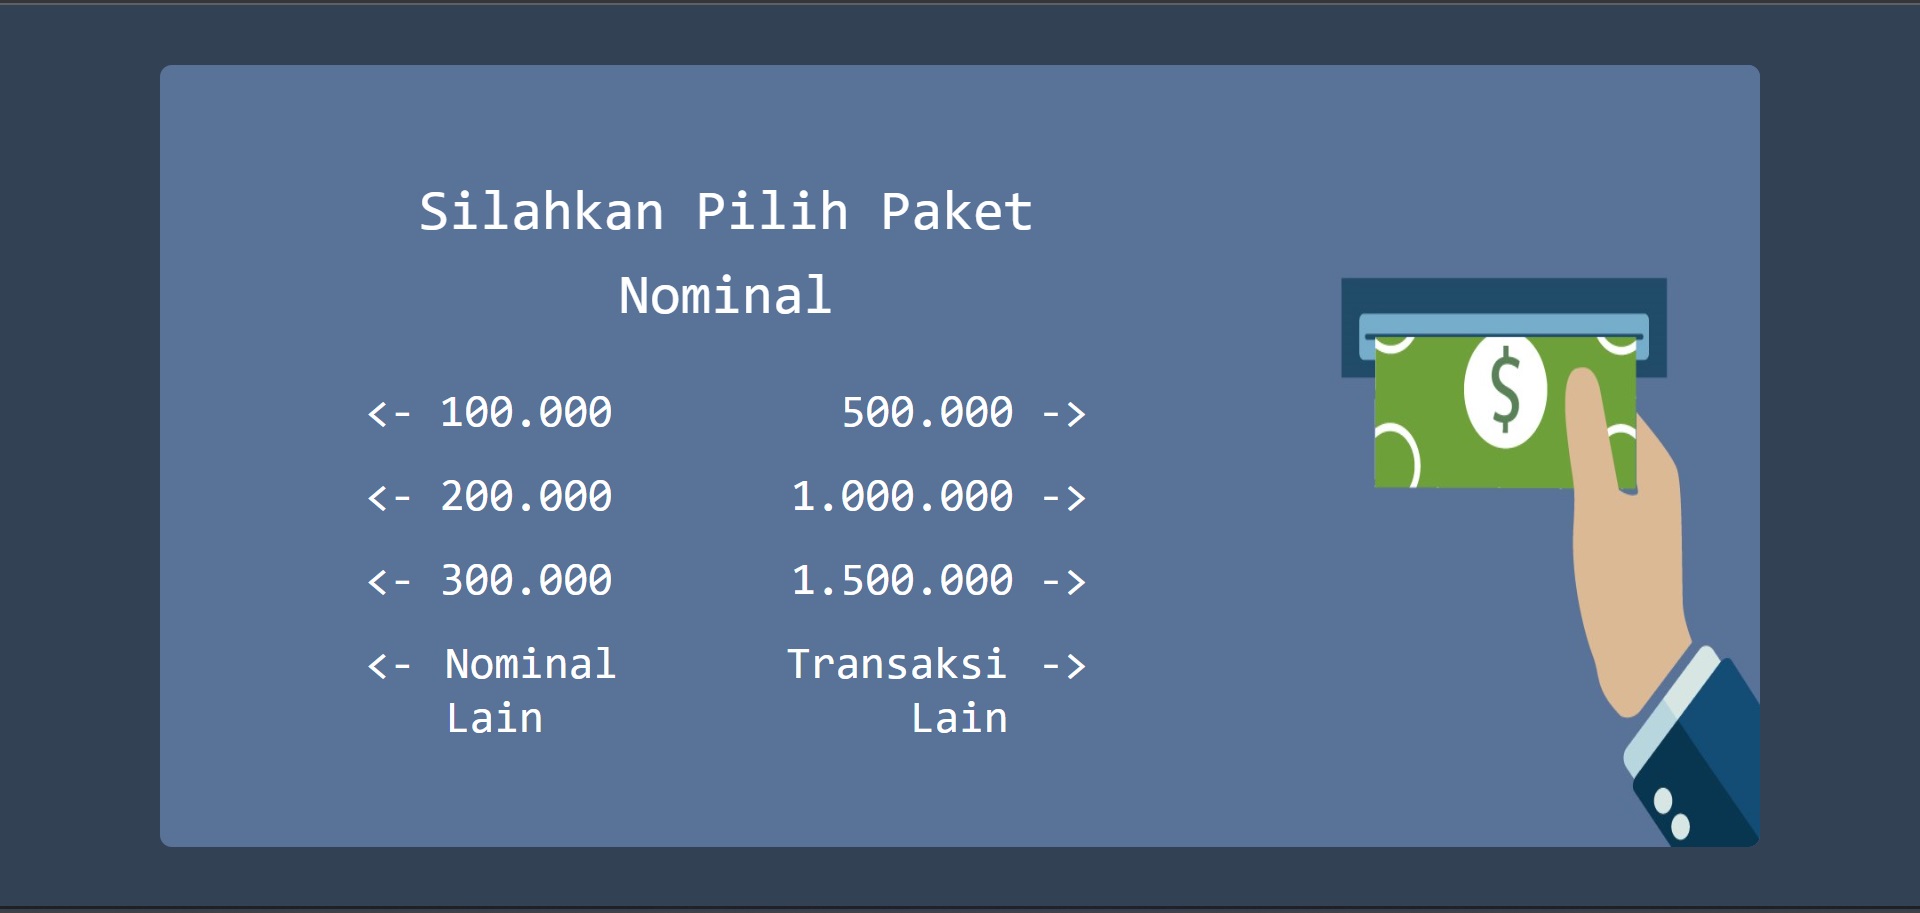 Silahkan Pilih Paket
Nominal
<- 100.000 500.000 ->
<- 200.000 1.000.000 ->
<- 300.000 1.500.000 ->
<- Nominal Transaksi ->
Lain Lain
$